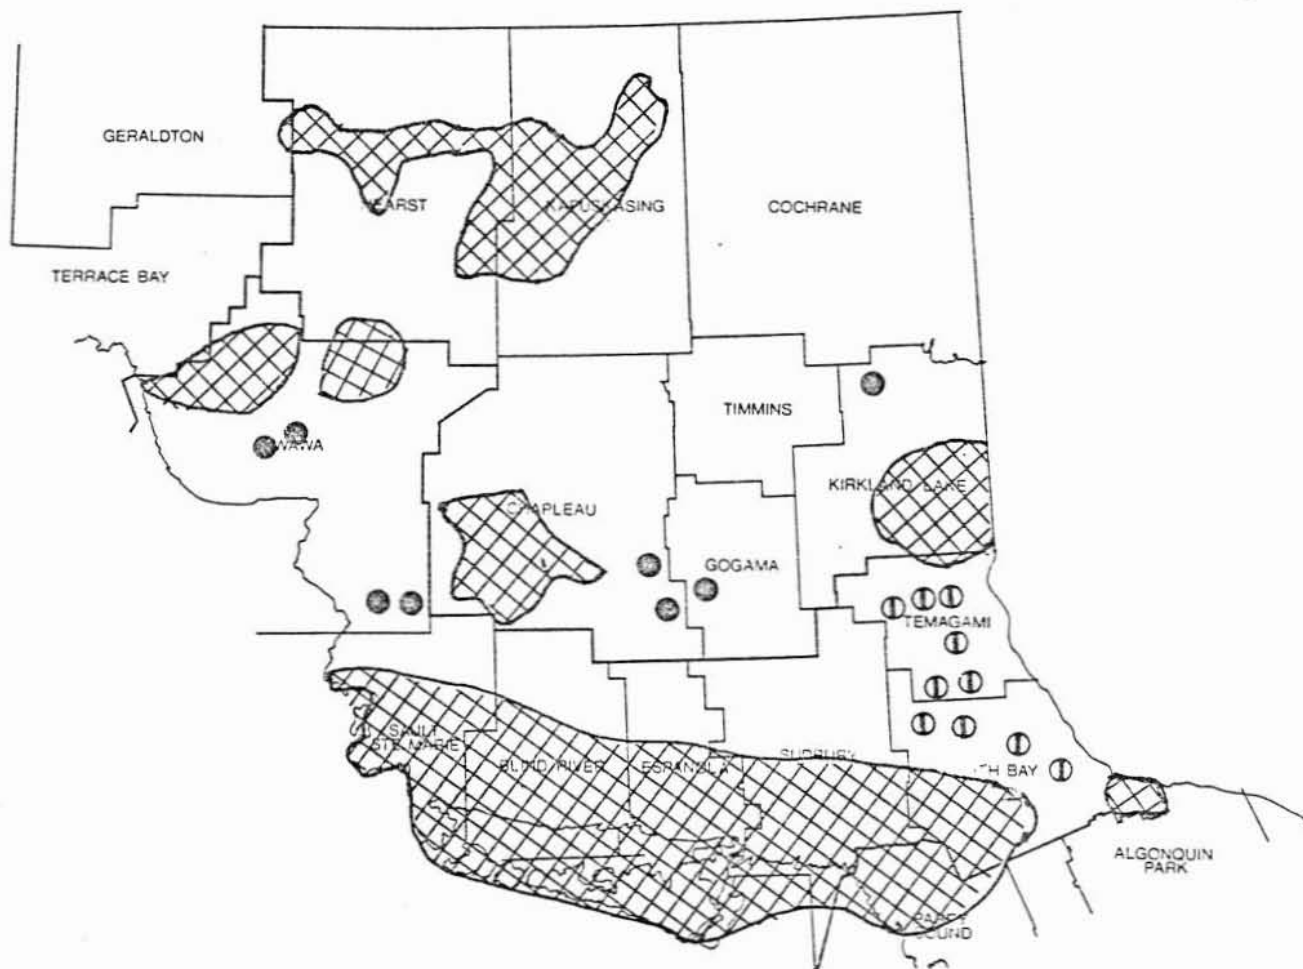 GERALDTON
HEARST
KAPUSKASING
COCHRANE
TERRACE BAY
TIMMINS
WAWA
KIRKLAND LAKE
CHAPLEAU
GOGAMA
TEMAGAMI
SAULT
STE MARIE
BLIND RIVER
ESPANOLA
SUDBURY
TH BAY
ALGONQUIN
PARK
PARRY
SOUND